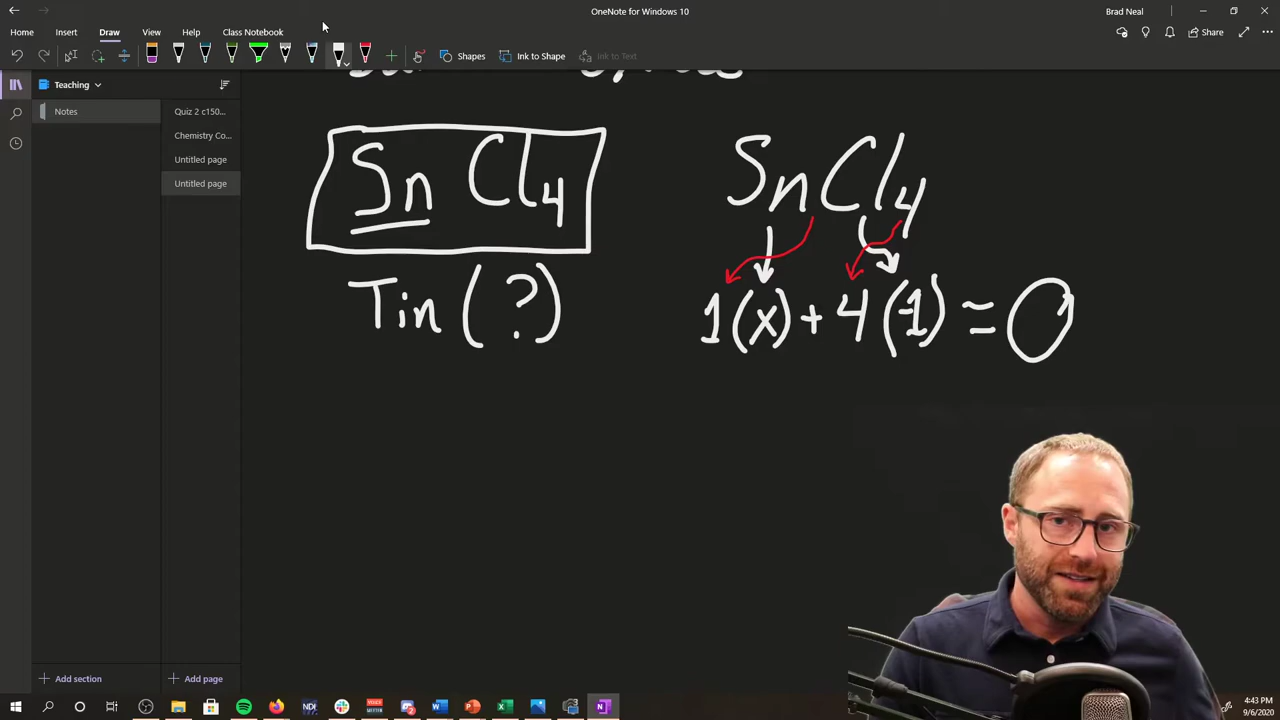 OneNote for Windows 10
Brad Neal
Home Insert Draw View Help Class Notebook
Share
Shapes Ink to Shape Ink to Text
Teaching
Notes
Quiz 2 c150...
Chemistry Co...
Untitled page
Untitled page
SnCl4
Tin (?)
SnCl4
1(x) + 4(-1) = 0
Add section
Add page
4:43 PM
9/6/2020